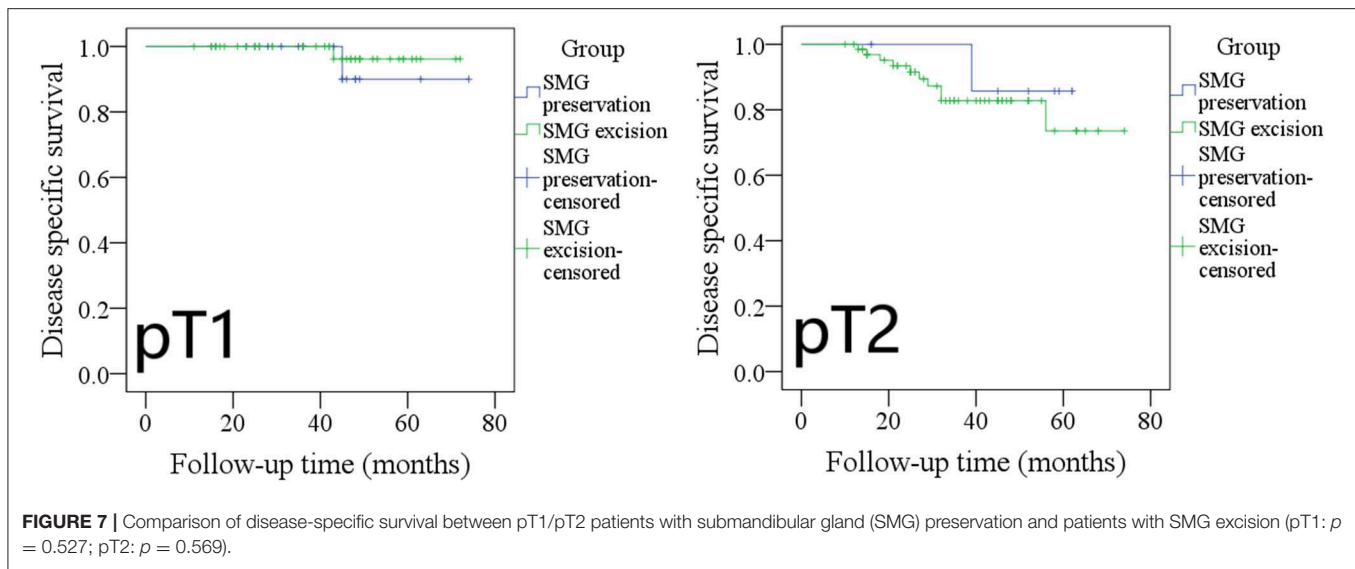 1.0
0.8
0.6
0.4
0.2
0.0
Disease specific survival
pT1
0 20 40 60 80
Follow-up time (months)
Group
SMG
preservation
SMG excision
SMG
preservation-
censored
SMG
excision-
censored
1.0
0.8
0.6
0.4
0.2
0.0
Disease specific survival
pT2
0 20 40 60 80
Follow-up time (months)
Group
SMG
preservation
SMG excision
SMG
preservation-
censored
SMG
excision-
censored
FIGURE 7 | Comparison of disease-specific survival between pT1/pT2 patients with submandibular gland (SMG) preservation and patients with SMG excision (pT1: p
= 0.527; pT2: p = 0.569).